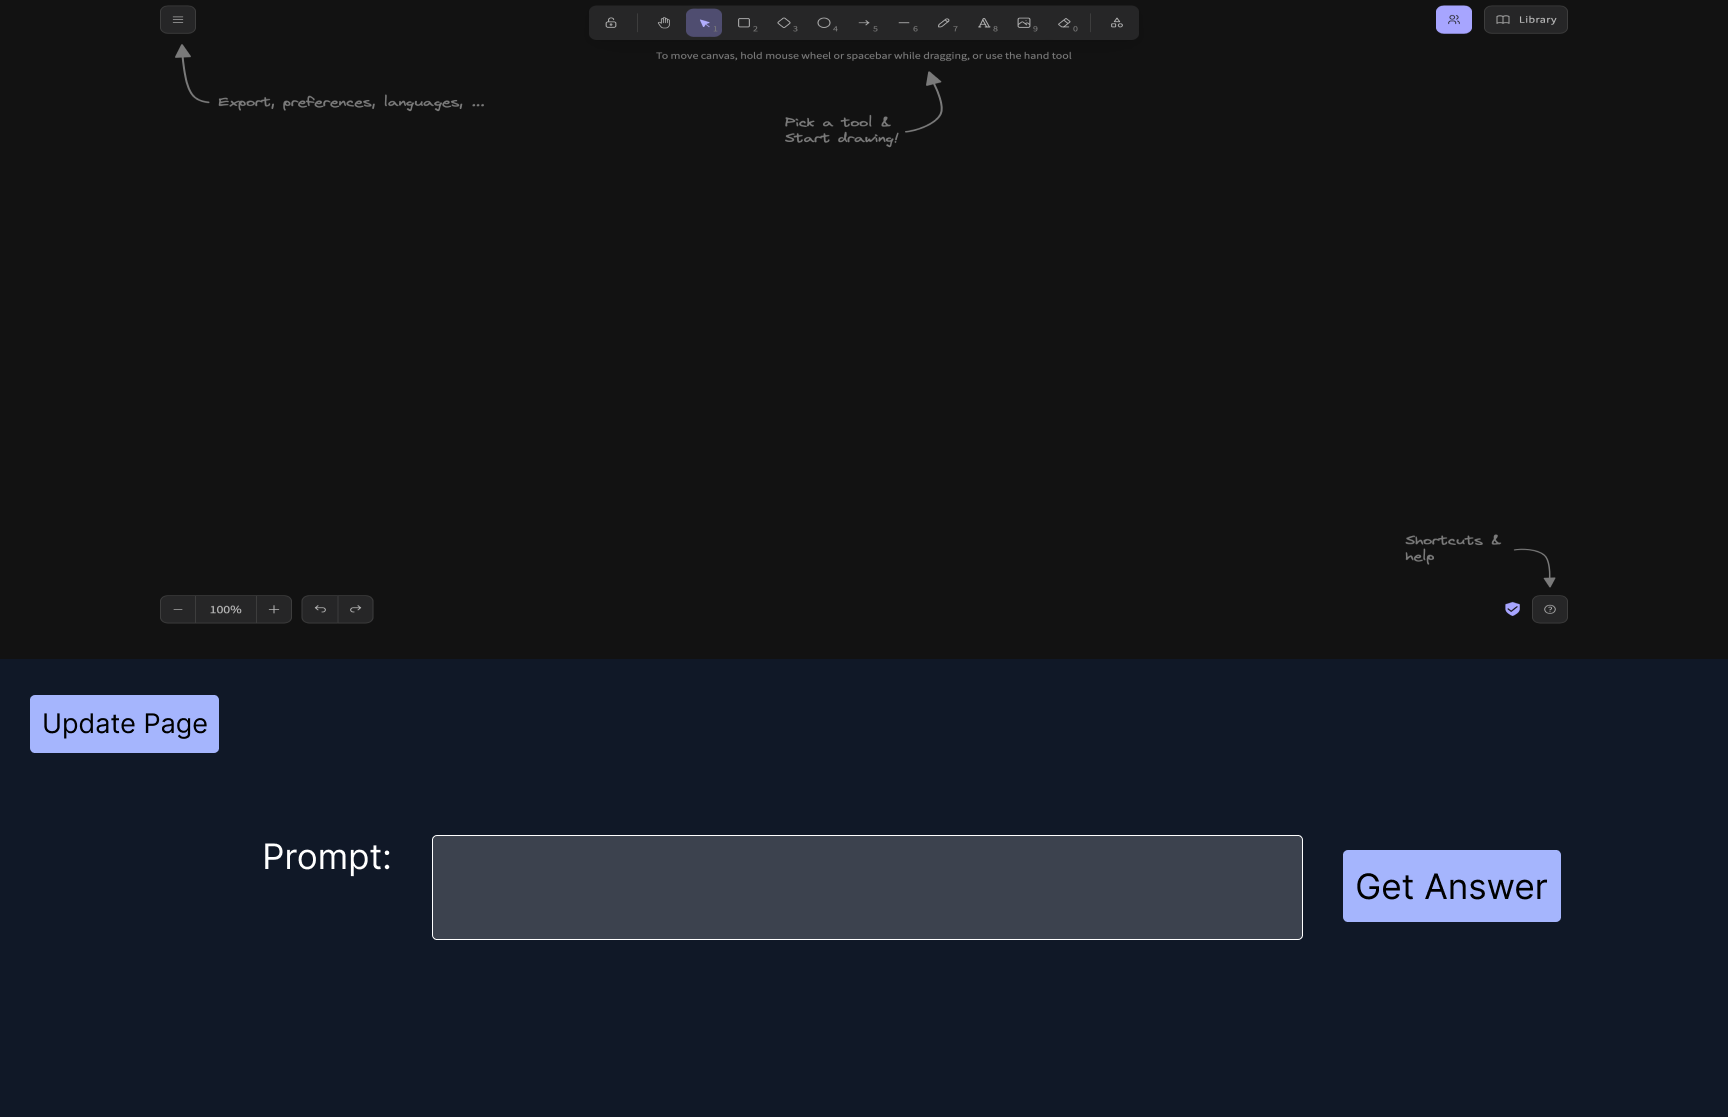 1
2
3
4
5
6
7
8
9
0
Library
To move canvas, hold mouse wheel or spacebar while dragging, or use the hand tool
Export, preferences, languages, ...
Pick a tool &
Start drawing!
Shortcuts &
help
100%
Update Page
Prompt:
Get Answer